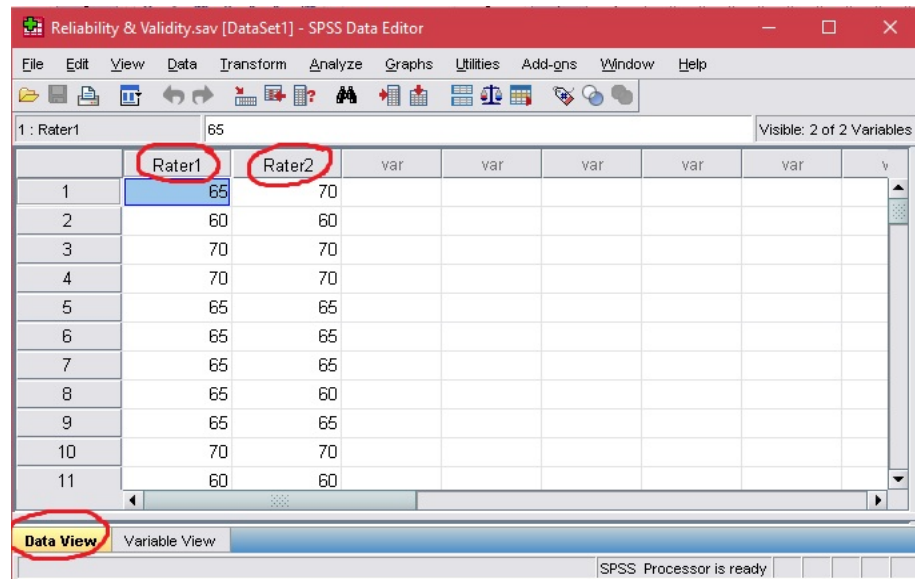 Reliability & Validity.sav [DataSet1] - SPSS Data Editor
File Edit View Data Transform Analyze Graphs Utilities Add-ons Window Help
1 : Rater1 65 Visible: 2 of 2 Variables
Rater1 Rater2 var var var var var v
1 65 70
2 60 60
3 70 70
4 70 70
5 65 65
6 65 65
7 65 65
8 65 60
9 65 65
10 70 70
11 60 60
Data View Variable View
SPSS Processor is ready